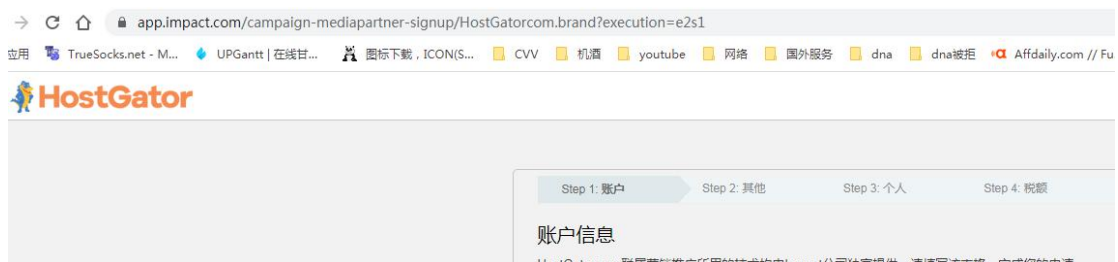 app.impact.com/campaign-mediapartner-signup/HostGatorcom.brand?execution=e2s1
应用 TrueSocks.net - M... UPGantt | 在线甘... 图标下载，ICON(S... CVV 机酒 youtube 网络 国外服务 dna dna被拒 Affdaily.com // Fu
HostGator
Step 1: 账户 Step 2: 其他 Step 3: 个人 Step 4: 税额
账户信息